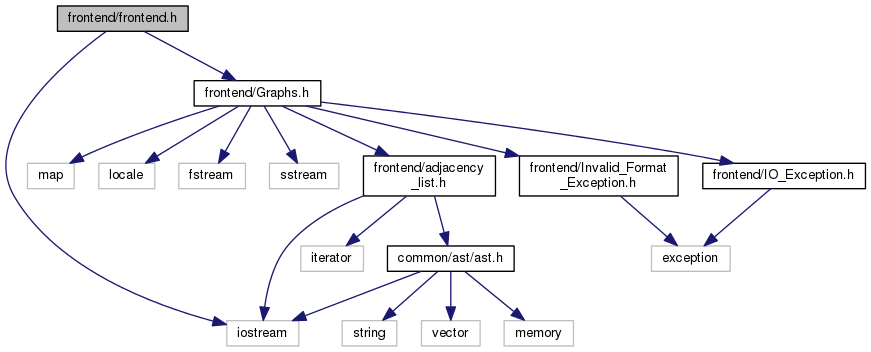 frontend/frontend.h
frontend/Graphs.h
map
locale
fstream
sstream
frontend/adjacency
_list.h
frontend/Invalid_Format
_Exception.h
frontend/IO_Exception.h
iterator
common/ast/ast.h
exception
iostream
string
vector
memory